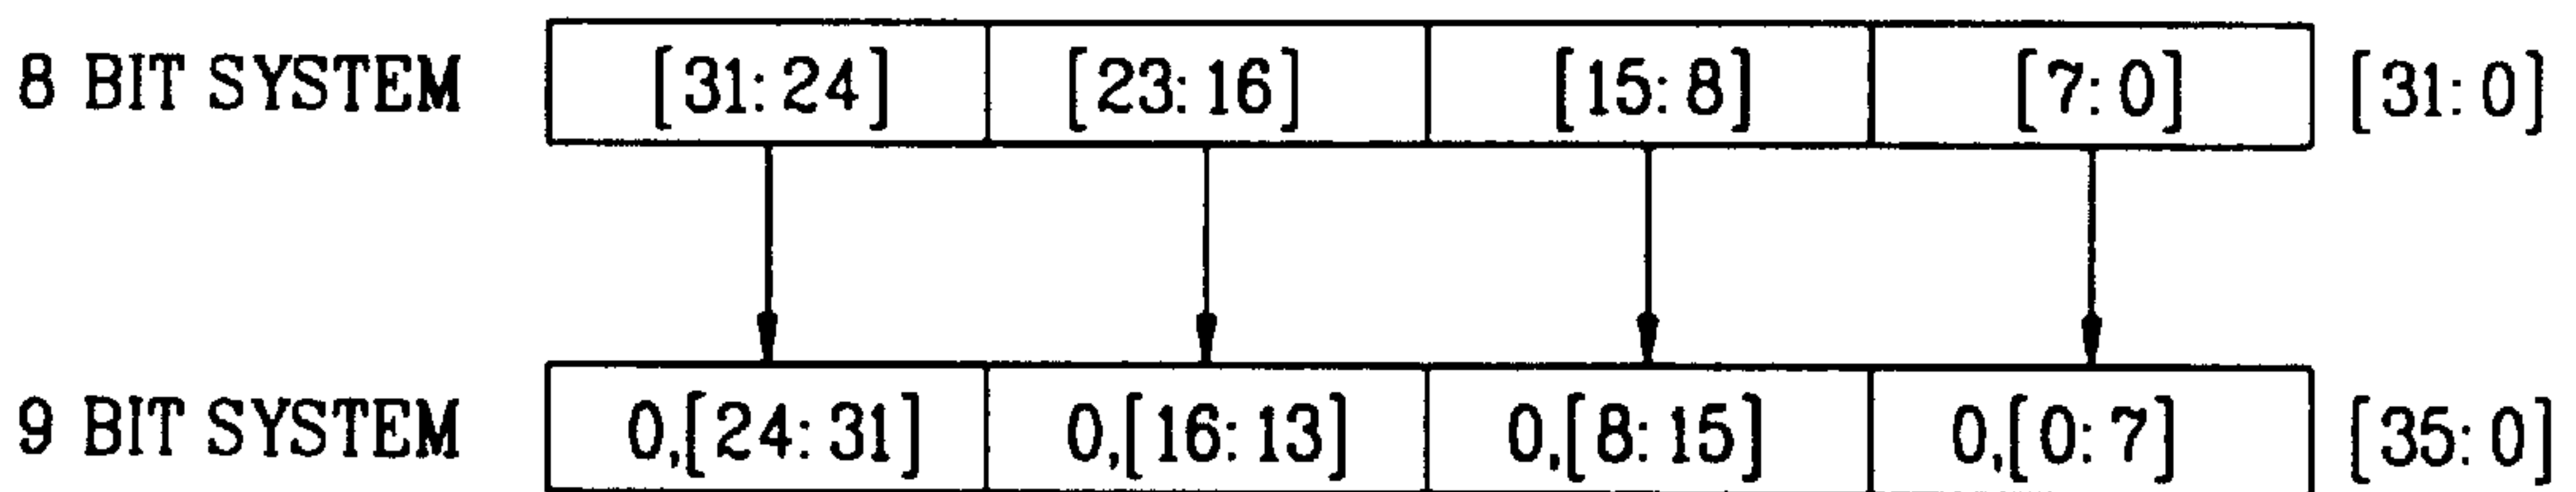 8 BIT SYSTEM [31:24] [23:16] [15:8] [7:0] [31:0]
9 BIT SYSTEM 0,[24:31] 0,[16:13] 0,[8:15] 0,[0:7] [35:0]